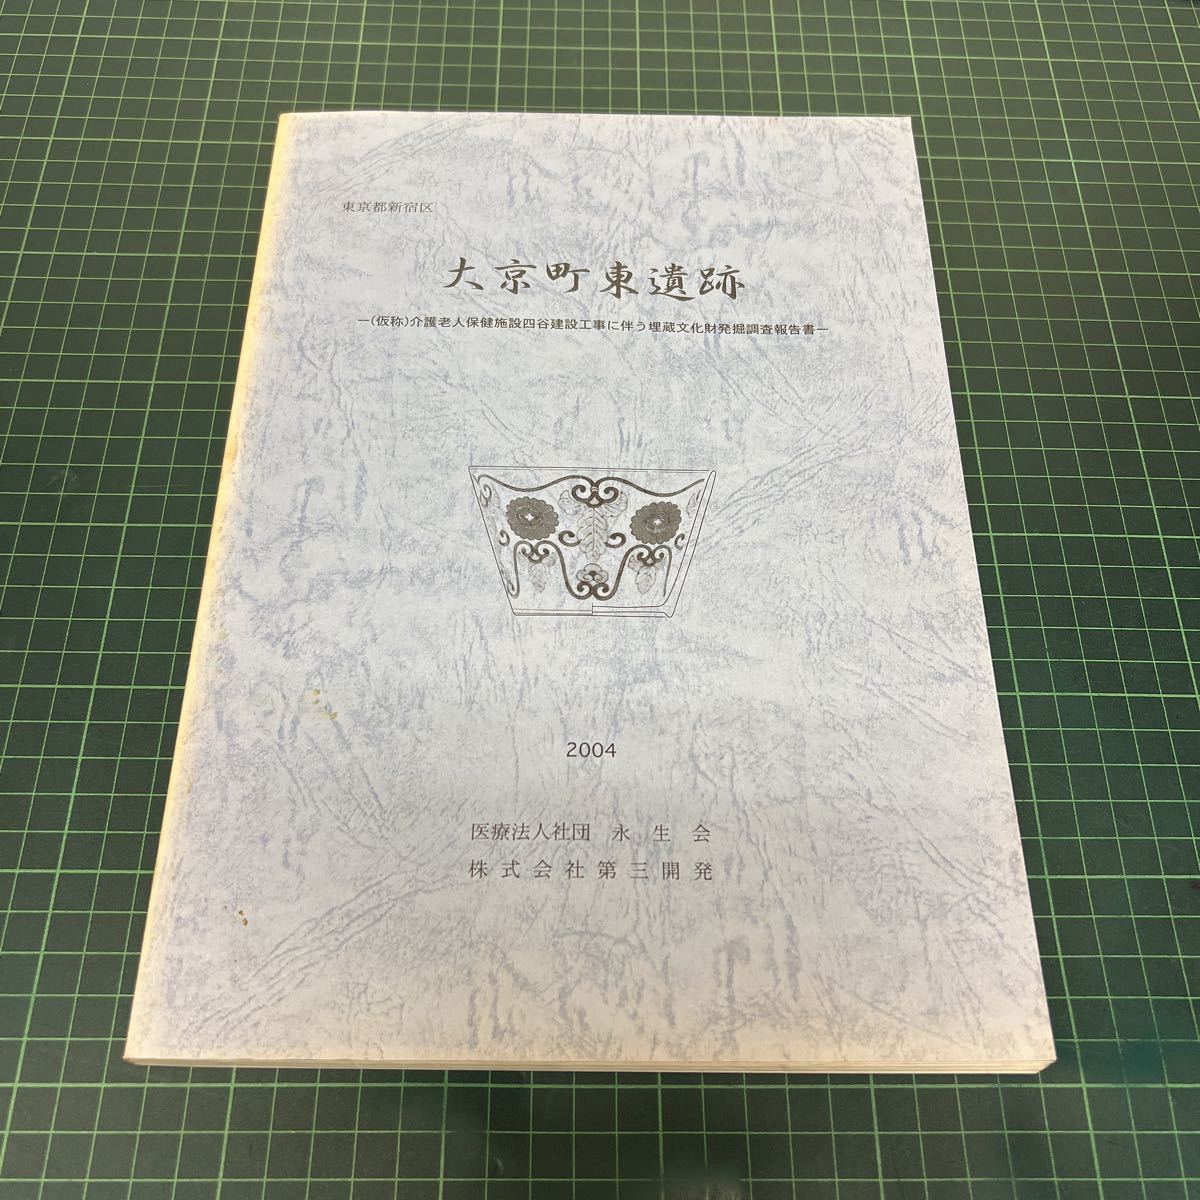 東京都新宿区
大京町東遺跡
―(仮称)介護老人保健施設四谷建設工事に伴う埋蔵文化財発掘調査報告書―
2004
医療法人社団 永生会
株式会社第三開発